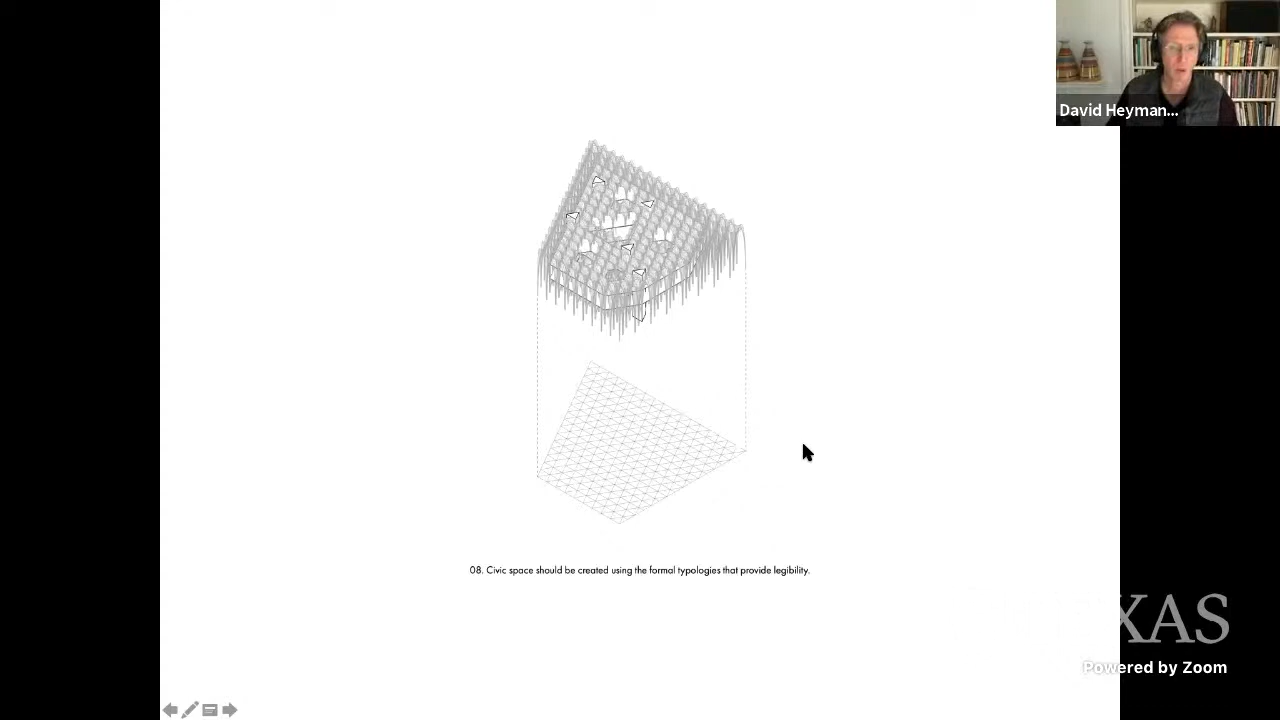 David Heyman...
08. Civic space should be created using the formal typologies that provide legibility.
XAS
Powered by Zoom